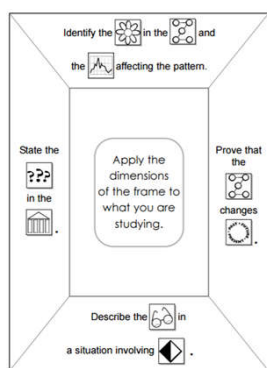 Identify the in the and
the affecting the pattern.
State the
???
in the
.
Apply the
dimensions
of the frame to
what you are
studying.
Prove that
the
changes
.
Describe the in
a situation involving .